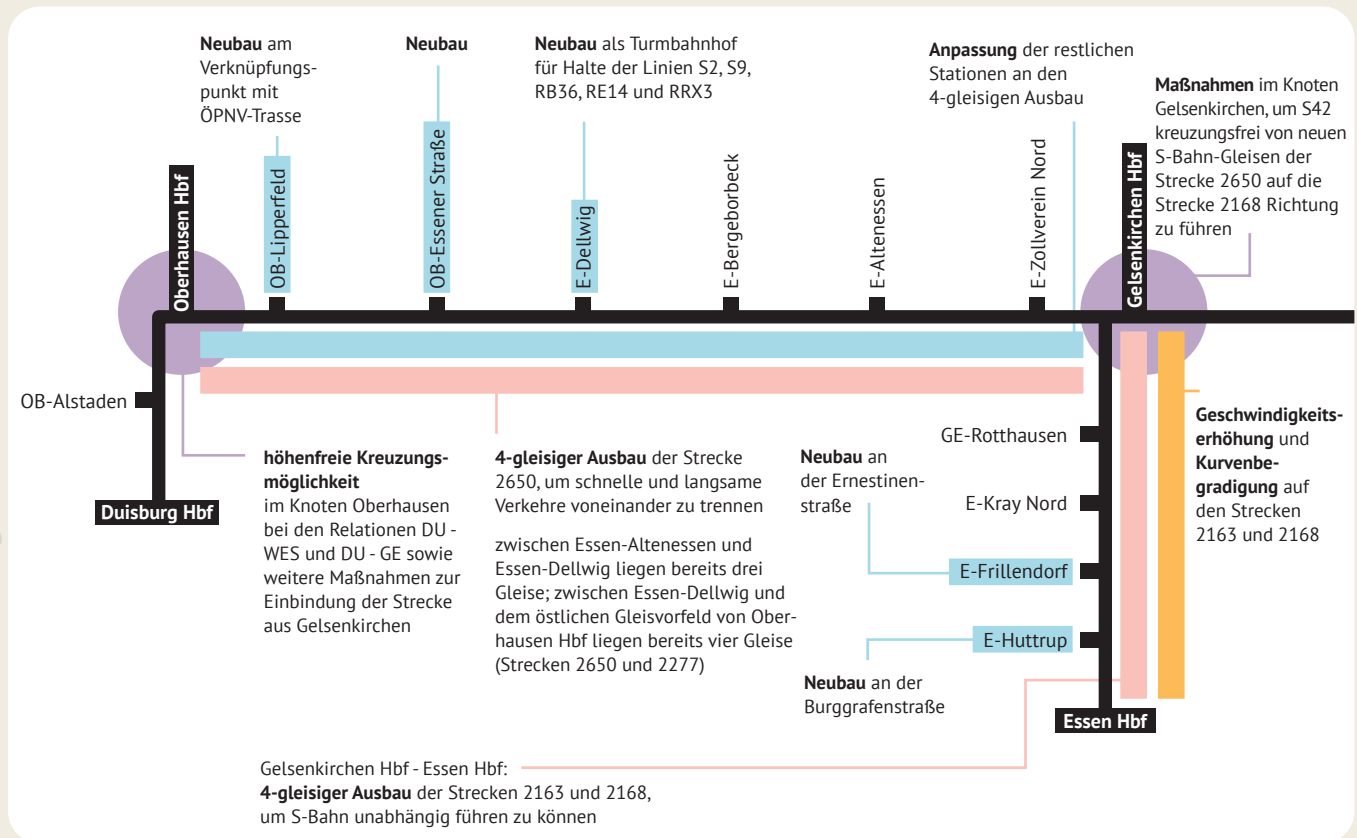 Neubau am
Verknüpfungs-
punkt mit
ÖPNV-Trasse
Neubau
Neubau als Turmbahnhof
für Halte der Linien S2, S9,
RB36, RE14 und RRX3
Anpassung der restlichen
Stationen an den
4-gleisigen Ausbau
Maßnahmen im Knoten
Gelsenkirchen, um S42
kreuzungsfrei von neuen
S-Bahn-Gleisen der
Strecke 2650 auf die
Strecke 2168 Richtung
zu führen
Oberhausen Hbf
OB-Lipperfeld
OB-Essener Straße
E-Dellwig
E-Bergeborbeck
E-Altenessen
E-Zollverein Nord
Gelsenkirchen Hbf
OB-Alstaden
Duisburg Hbf
höhenfreie Kreuzungs-
möglichkeit
im Knoten Oberhausen
bei den Relationen DU -
WES und DU - GE sowie
weitere Maßnahmen zur
Einbindung der Strecke
aus Gelsenkirchen
4-gleisiger Ausbau der Strecke
2650, um schnelle und langsame
Verkehre voneinander zu trennen
zwischen Essen-Altenessen und
Essen-Dellwig liegen bereits drei
Gleise; zwischen Essen-Dellwig und
dem östlichen Gleisvorfeld von Ober-
hausen Hbf liegen bereits vier Gleise
(Strecken 2650 und 2277)
Neubau an
der Ernestinen-
straße
Neubau an der
Burggrafenstraße
GE-Rotthausen
E-Kray Nord
E-Frillendorf
E-Huttrup
Essen Hbf
Geschwindigkeits-
erhöhung und
Kurvenbe-
gradigung auf
den Strecken
2163 und 2168
Gelsenkirchen Hbf - Essen Hbf:
4-gleisiger Ausbau der Strecken 2163 und 2168,
um S-Bahn unabhängig führen zu können